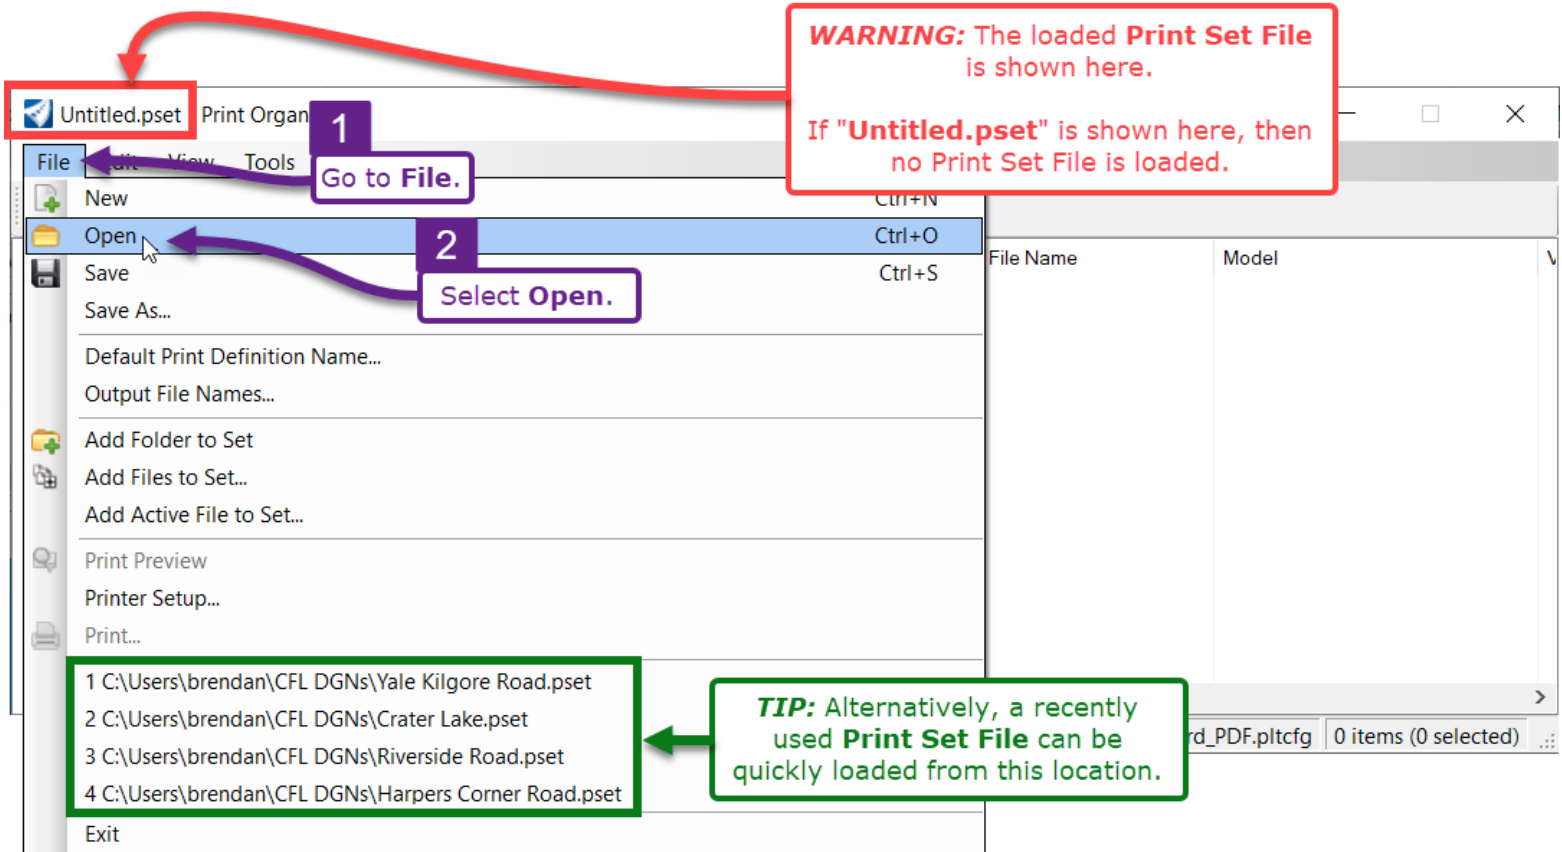 WARNING: The loaded Print Set File
is shown here.
If "Untitled.pset" is shown here, then
no Print Set File is loaded.
Untitled.pset Print Organ
1
File Edit View Tools
Go to File.
New Ctrl+N
2
Open Ctrl+O
Save Ctrl+S
Select Open.
Save As...
File Name Model V
Default Print Definition Name...
Output File Names...
Add Folder to Set
Add Files to Set...
Add Active File to Set...
Print Preview
Printer Setup...
Print...
1 C:\Users\brendan\CFL DGNs\Yale Kilgore Road.pset
2 C:\Users\brendan\CFL DGNs\Crater Lake.pset
3 C:\Users\brendan\CFL DGNs\Riverside Road.pset
4 C:\Users\brendan\CFL DGNs\Harpers Corner Road.pset
TIP: Alternatively, a recently
used Print Set File can be
quickly loaded from this location.
rd_PDF.pltcfg 0 items (0 selected)
Exit